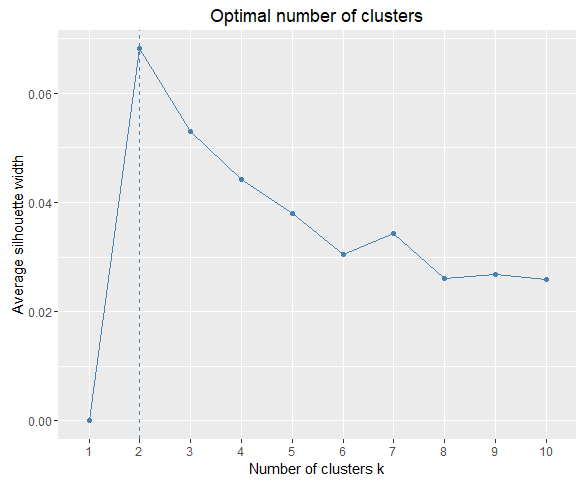 Optimal number of clusters
Average silhouette width
0.06
0.04
0.02
0.00
1 2 3 4 5 6 7 8 9 10
Number of clusters k